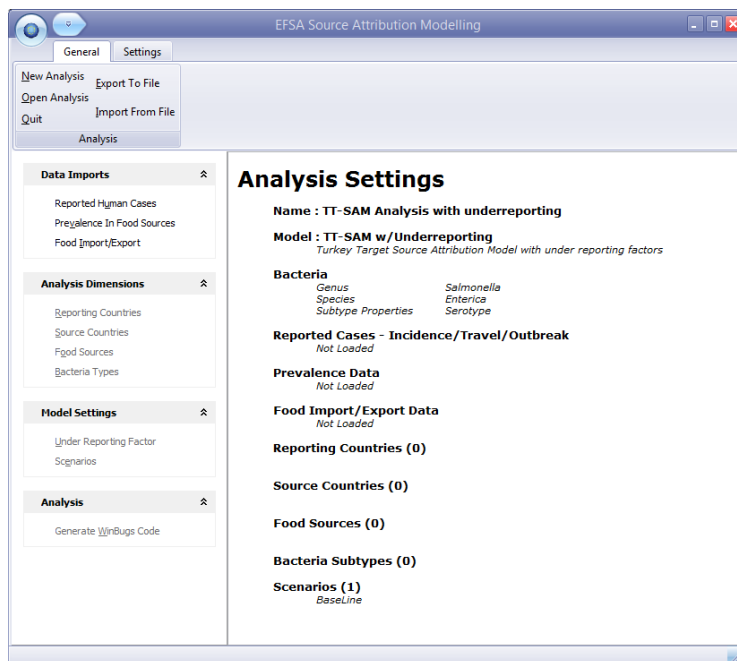 EFSA Source Attribution Modelling
General Settings
New Analysis Export To File
Open Analysis
Import From File
Quit
Analysis
Data Imports
Reported Human Cases
Prevalence In Food Sources
Food Import/Export
Analysis Dimensions
Reporting Countries
Source Countries
Food Sources
Bacteria Types
Model Settings
Under Reporting Factor
Scenarios
Analysis
Generate WinBugs Code
Analysis Settings
Name : TT-SAM Analysis with underreporting
Model : TT-SAM w/Underreporting
Turkey Target Source Attribution Model with under reporting factors
Bacteria
Genus Salmonella
Species Enterica
Subtype Properties Serotype
Reported Cases - Incidence/Travel/Outbreak
Not Loaded
Prevalence Data
Not Loaded
Food Import/Export Data
Not Loaded
Reporting Countries (0)
Source Countries (0)
Food Sources (0)
Bacteria Subtypes (0)
Scenarios (1)
BaseLine